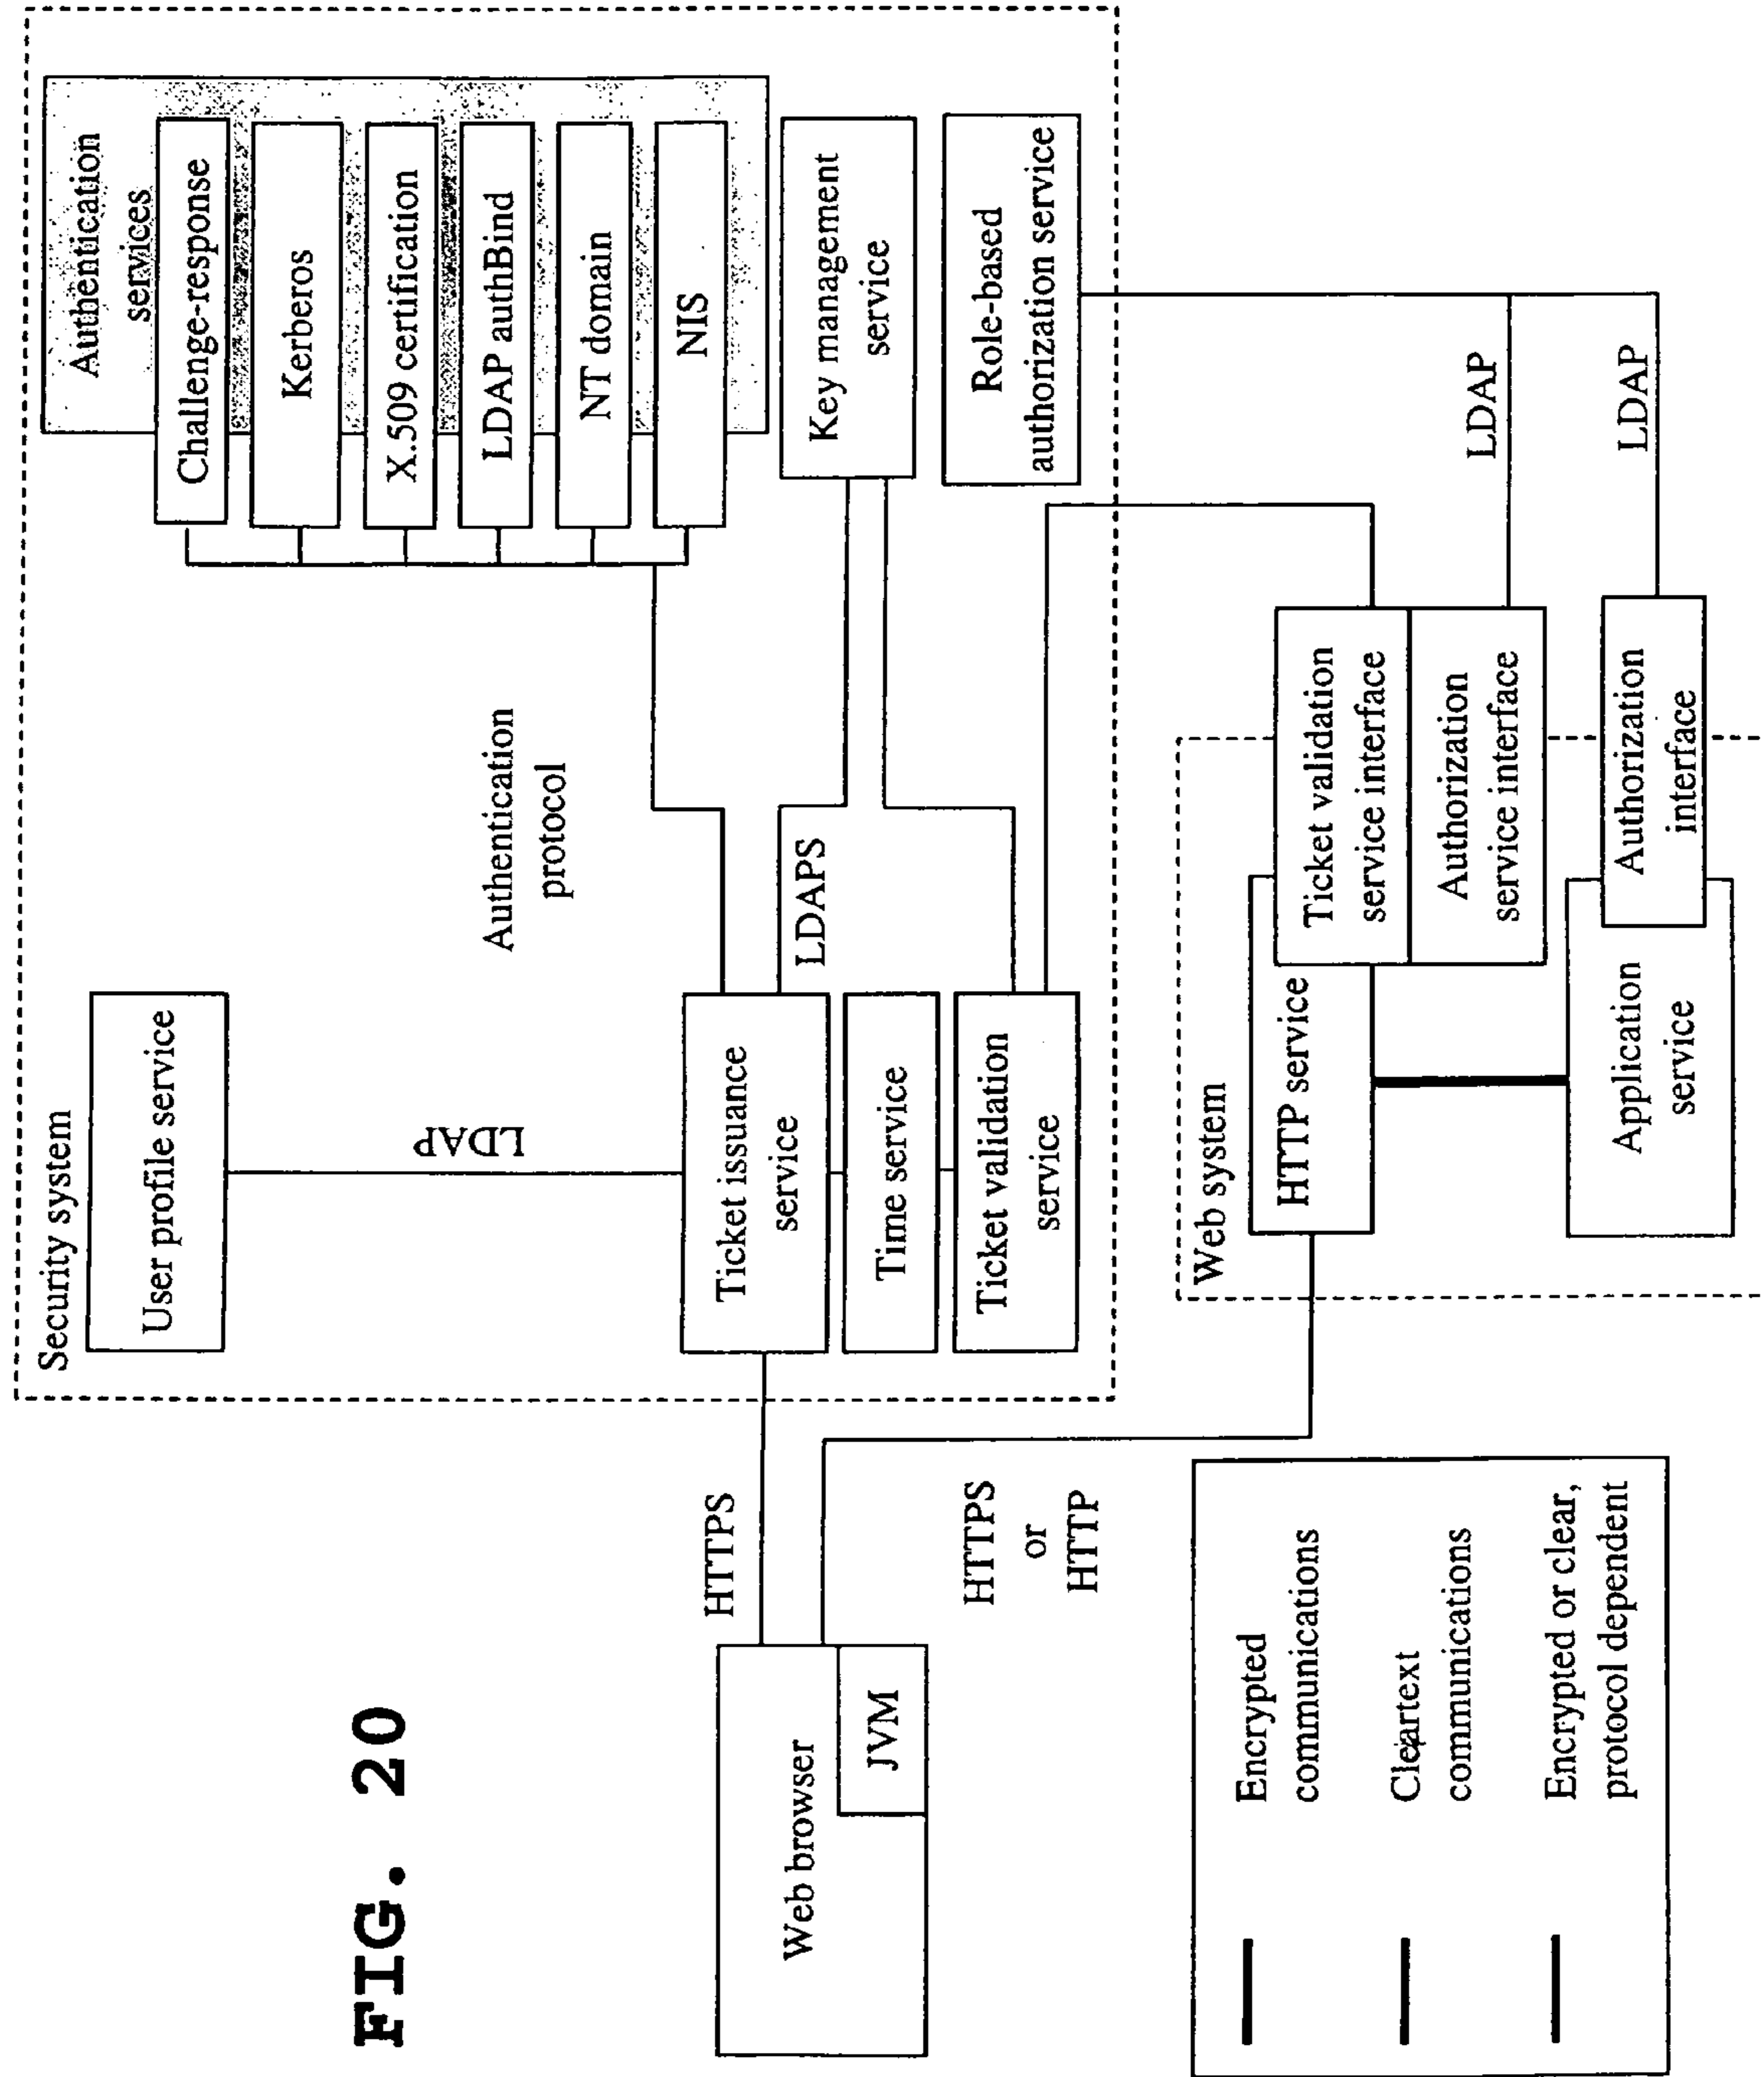 FIG. 20
Security system
User profile service
LDAP
Authentication
protocol
Authentication
services
Challenge-response
Kerberos
X.509 certification
LDAP authBind
NT domain
NIS
Ticket issuance
service
Time service
Ticket validation
service
LDAPS
Key management
service
Role-based
authorization service
HTTPS
Web browser
JVM
HTTPS
or
HTTP
Web system
HTTP service
Ticket validation
service interface
Authorization
service interface
LDAP
LDAP
Application
service
Authorization
interface
Encrypted
communications
Cleartext
communications
Encrypted or clear,
protocol dependent